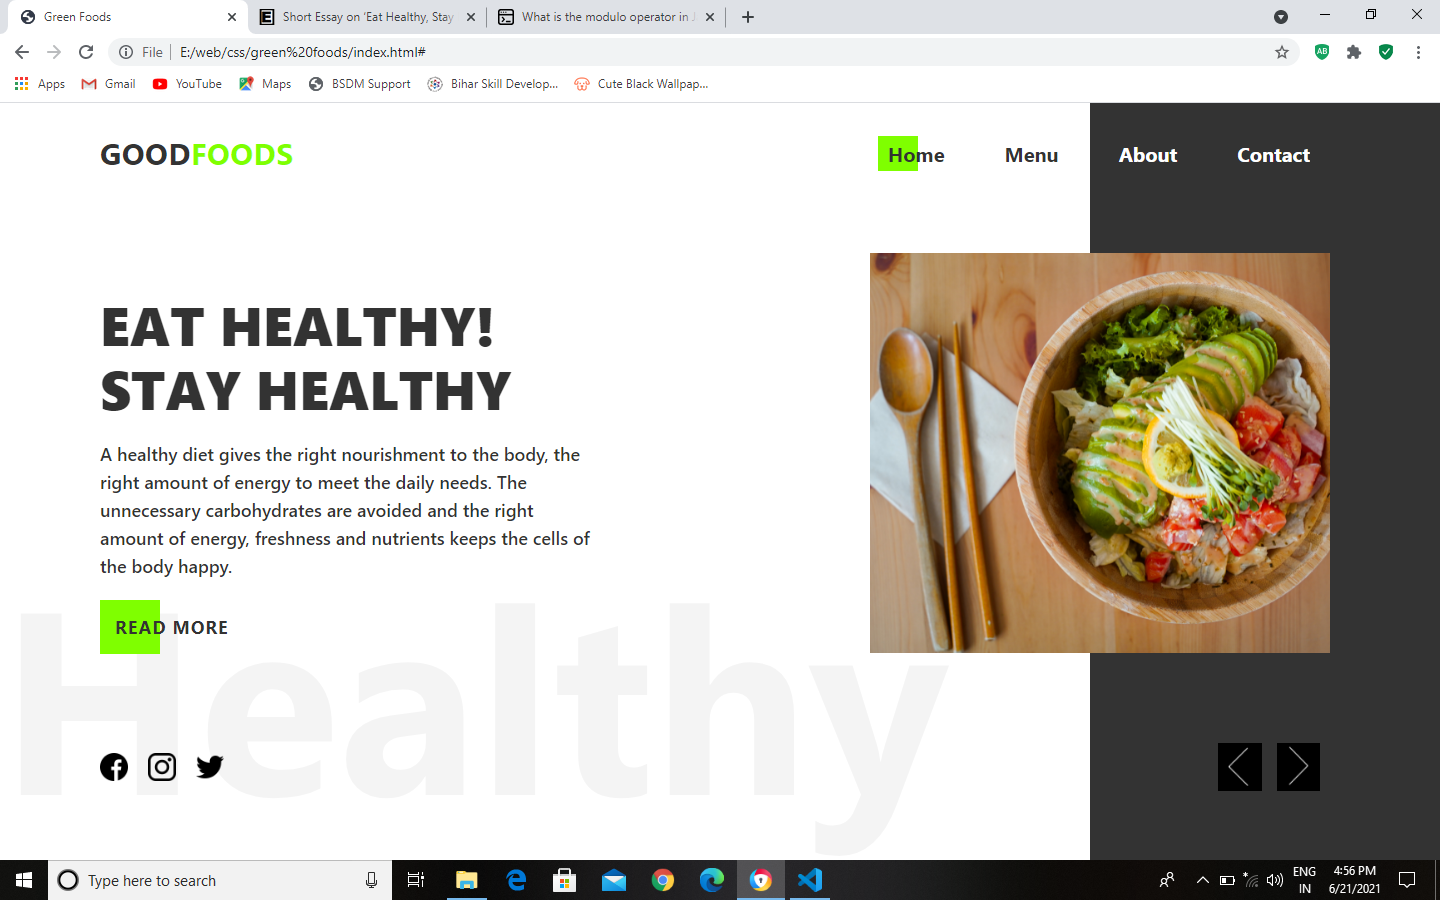 Green Foods
Short Essay on 'Eat Healthy, Stay
What is the modulo operator in J
File
E:/web/css/green%20foods/index.html#
Apps
Gmail
YouTube
Maps
BSDM Support
Bihar Skill Develop...
Cute Black Wallpap...
GOODFOODS
Home
Menu
About
Contact
EAT HEALTHY!
STAY HEALTHY
A healthy diet gives the right nourishment to the body, the
right amount of energy to meet the daily needs. The
unnecessary carbohydrates are avoided and the right
amount of energy, freshness and nutrients keeps the cells of
the body happy.
READ MORE
Healthy
Type here to search
ENG
IN
4:56 PM
6/21/2021